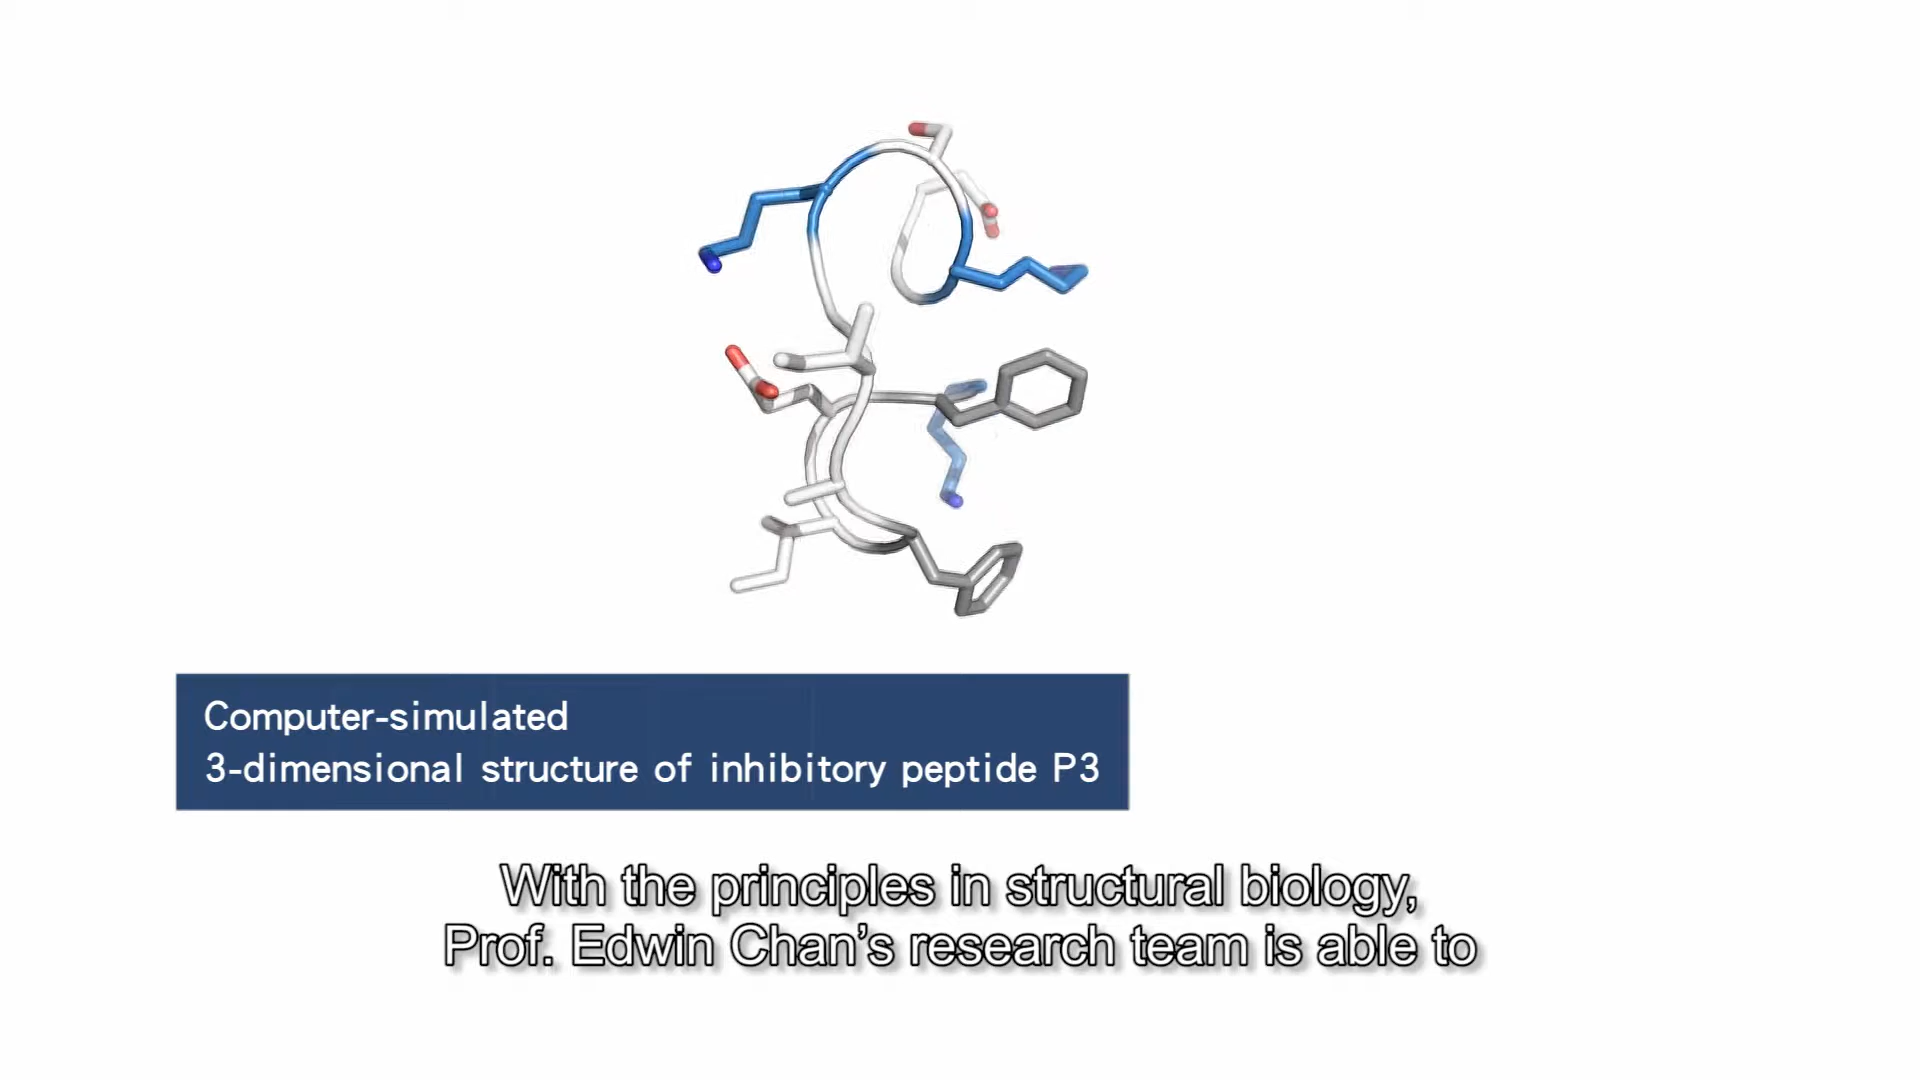 Computer-simulated
3-dimensional structure of inhibitory peptide P3
With the principles in structural biology,
Prof. Edwin Chan’s research team is able to